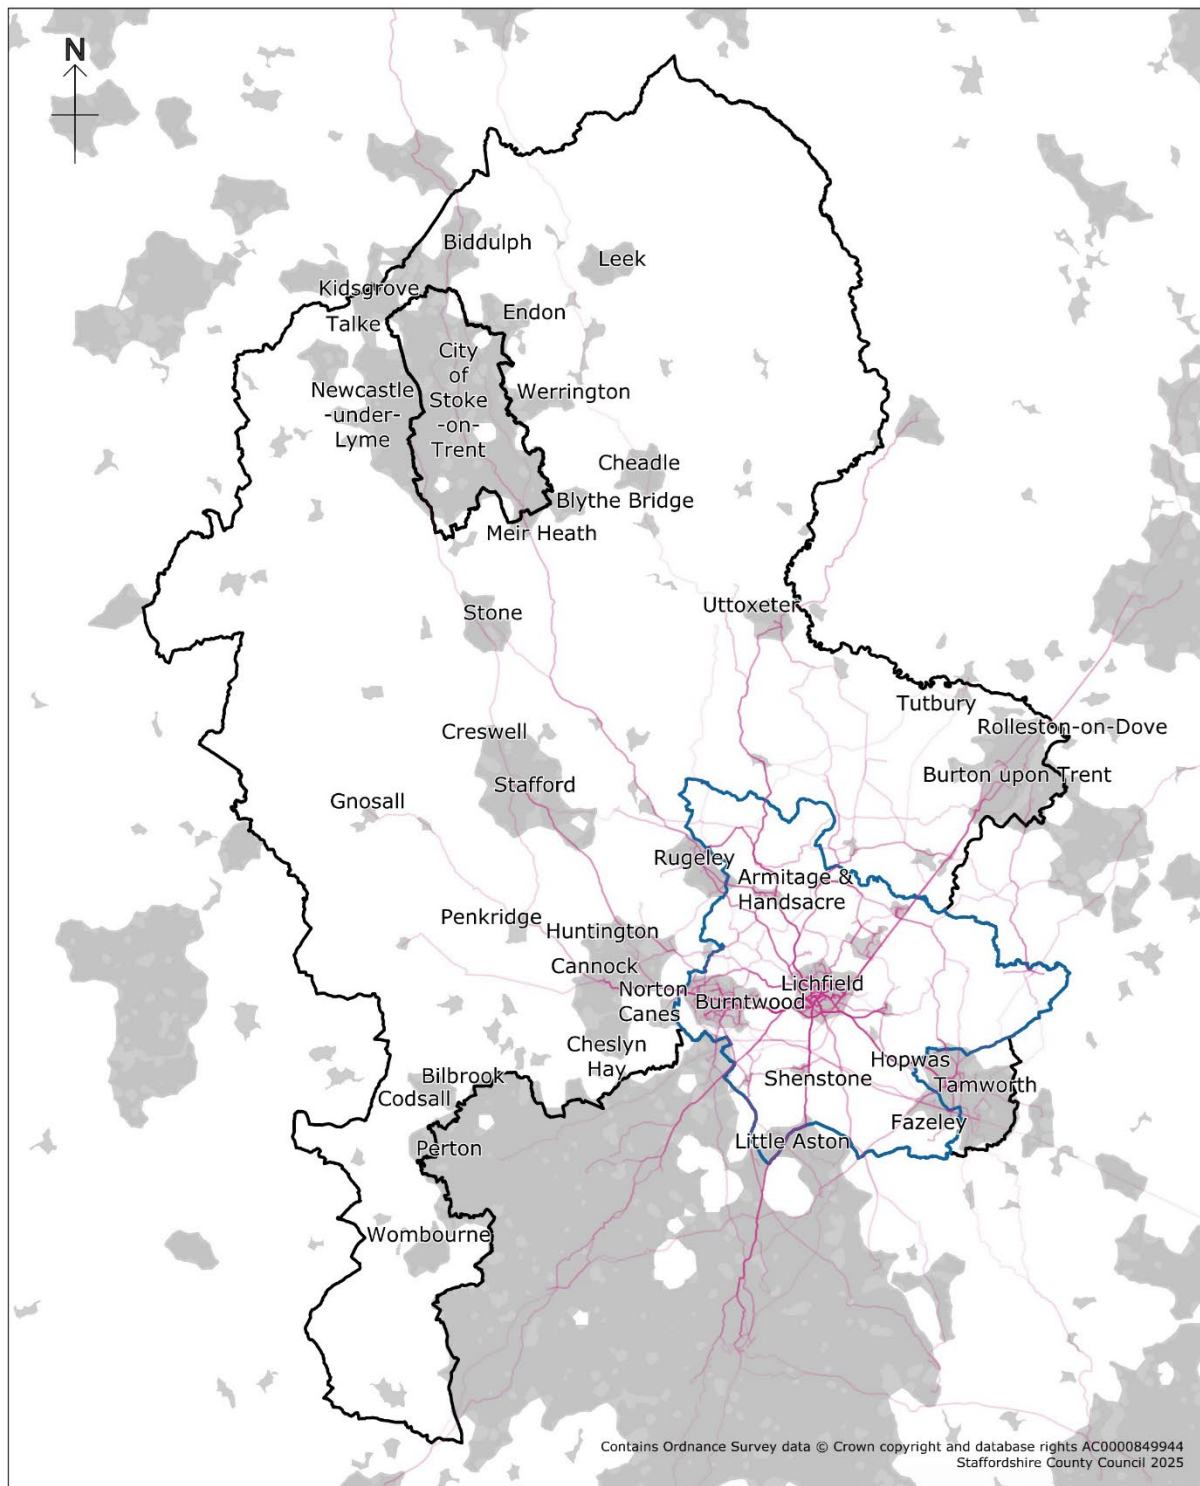 N
Biddulph
Leek
Kidsgrove
Endon
Talke
City
of
Stoke
-on-
Trent
Newcastle
-under-
Lyme
Werrington
Cheadle
Blythe Bridge
Meir Heath
Stone
Uttoxeter
Tutbury
Rolleston-on-Dove
Creswell
Stafford
Burton upon Trent
Gnosall
Rugeley
Armitage &
Handsacre
Penkridge
Huntington
Cannock
Lichfield
Norton
Canes
Burntwood
Cheslyn
Hay
Hopwas
Bilbrook
Shenstone
Tamworth
Codsall
Fazeley
Perton
Little Aston
Wombourne
Contains Ordnance Survey data © Crown copyright and database rights AC0000849944
Staffordshire County Council 2025